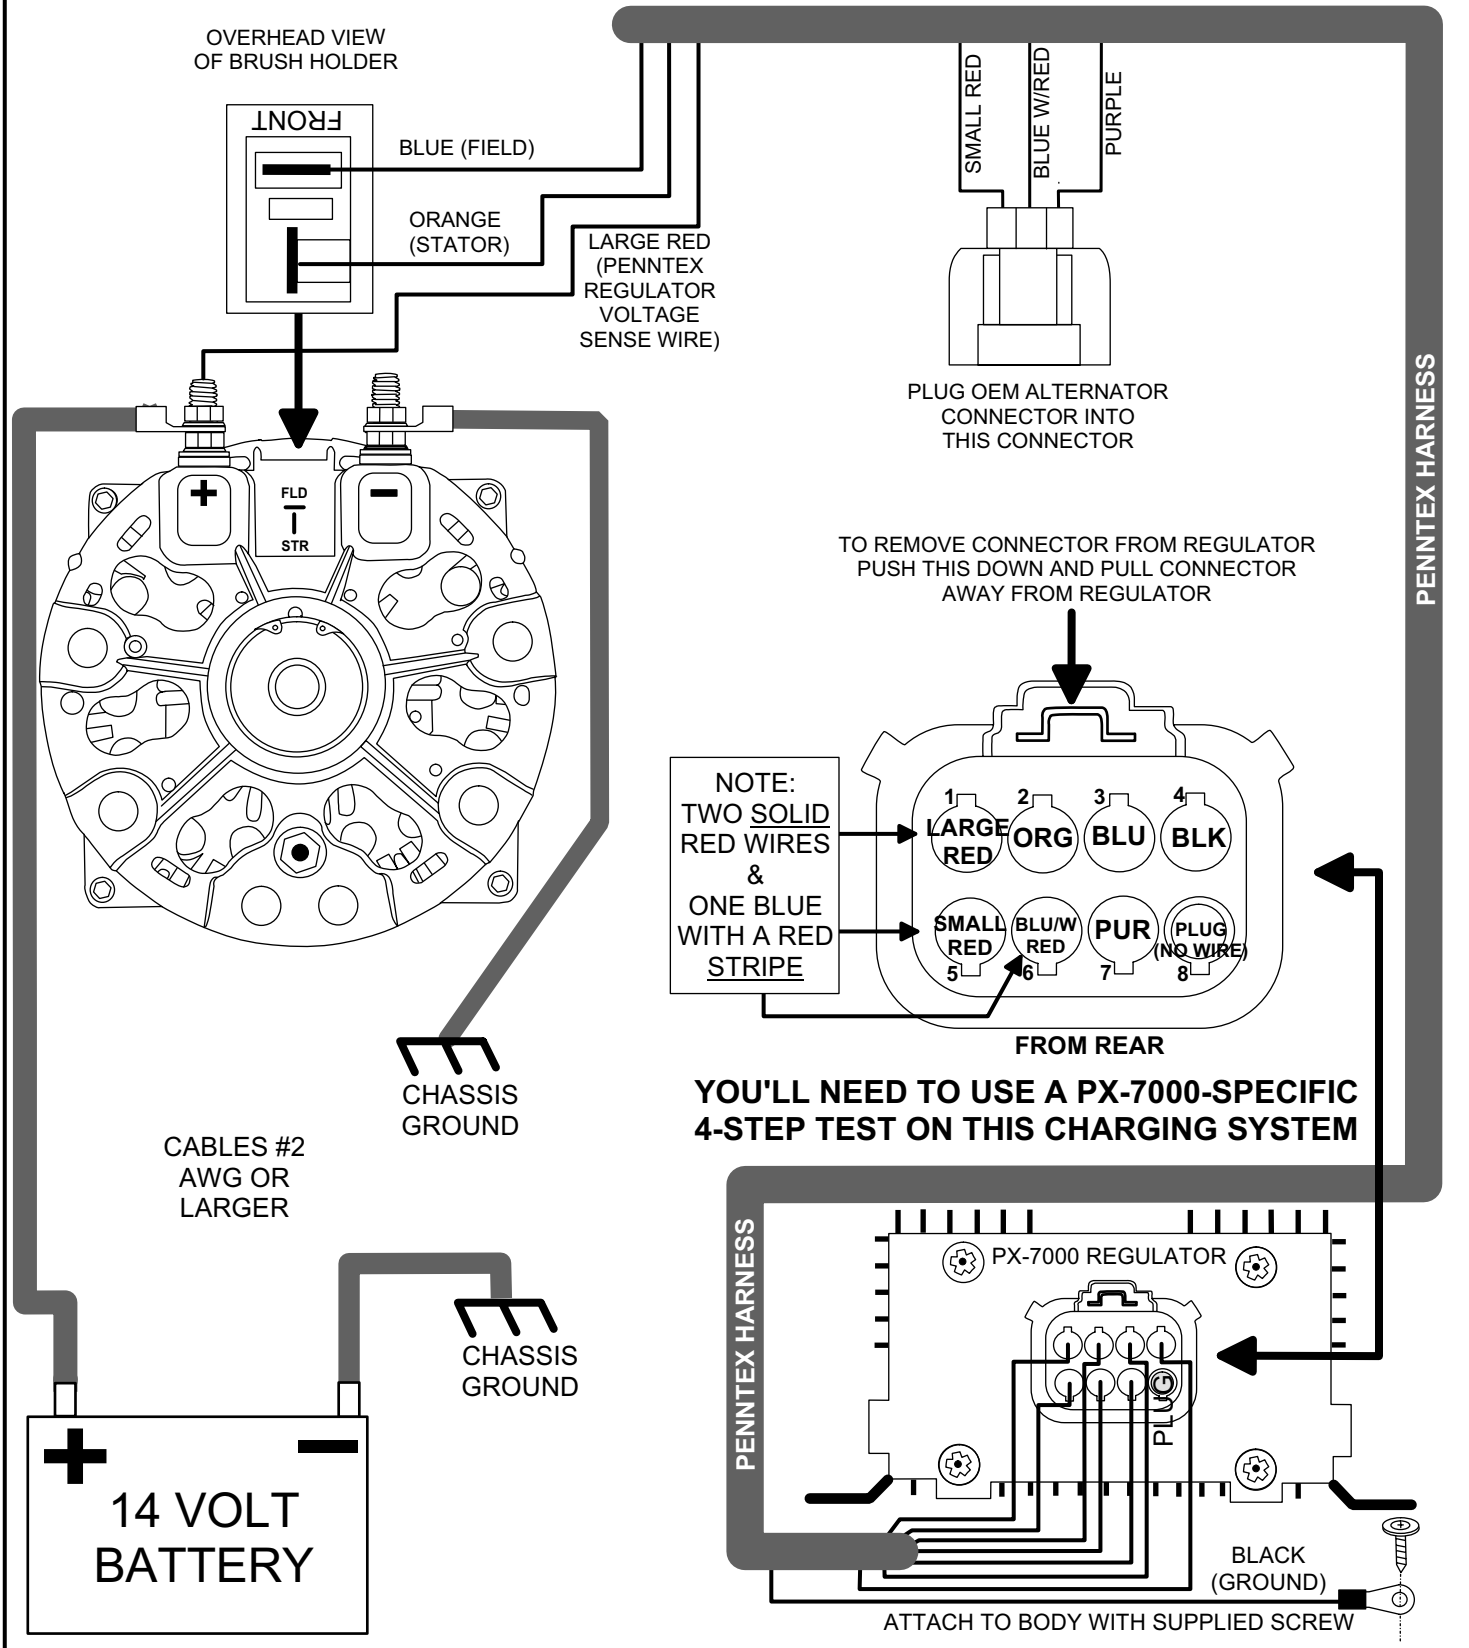 OVERHEAD VIEW
OF BRUSH HOLDER
FRONT
BLUE (FIELD)
ORANGE
(STATOR)
LARGE RED
(PENNTEX
REGULATOR
VOLTAGE
SENSE WIRE)
SMALL RED
BLUE W/RED
PURPLE
PLUG OEM ALTERNATOR
CONNECTOR INTO
THIS CONNECTOR
PENNTEX HARNESS
+
-
FLD
STR
TO REMOVE CONNECTOR FROM REGULATOR
PUSH THIS DOWN AND PULL CONNECTOR
AWAY FROM REGULATOR
NOTE:
TWO SOLID
RED WIRES
&
ONE BLUE
WITH A RED
STRIPE
1
2
3
4
LARGE
RED
ORG
BLU
BLK
SMALL
RED
BLU/W
RED
PUR
PLUG
(NO WIRE)
5
6
7
8
FROM REAR
CHASSIS
GROUND
YOU'LL NEED TO USE A PX-7000-SPECIFIC
4-STEP TEST ON THIS CHARGING SYSTEM
CABLES #2
AWG OR
LARGER
CHASSIS
GROUND
PENNTEX HARNESS
PX-7000 REGULATOR
PLUG
+
-
14 VOLT
BATTERY
BLACK
(GROUND)
ATTACH TO BODY WITH SUPPLIED SCREW